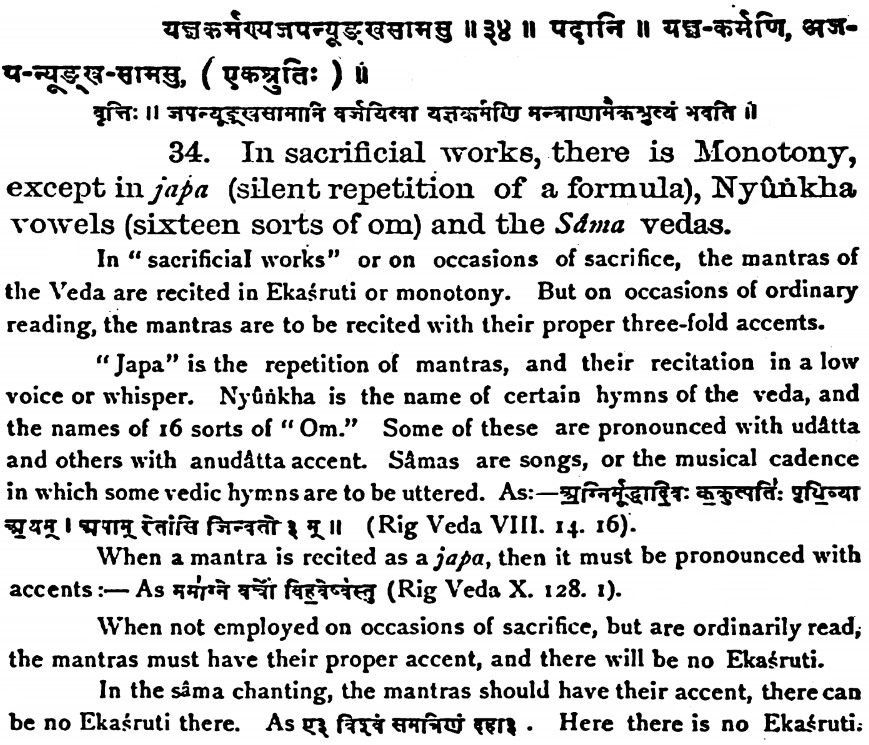 यज्ञकर्मण्यजपन्यूङ्खसामसु ॥ ३४ ॥ पदानि ॥ यज्ञ-कर्मणि, अज-
प-न्यूङ्ख-सामसु, ( एकश्रुतिः ) ॥
वृत्तिः ॥ जपन्यूङ्खसामानि वर्जयित्वा यज्ञकर्मणि मन्त्राणामैकश्रुत्यं भवति ॥
34. In sacrificial works, there is Monotony,
except in japa (silent repetition of a formula), Nyûṅkha
vowels (sixteen sorts of om) and the Sâma vedas.
In “ sacrificial works” or on occasions of sacrifice, the mantras of
the Veda are recited in Ekaśruti or monotony. But on occasions of ordinary
reading, the mantras are to be recited with their proper three-fold accents.
“Japa” is the repetition of mantras, and their recitation in a low
voice or whisper. Nyûṅkha is the name of certain hymns of the veda, and
the names of 16 sorts of “ Om.” Some of these are pronounced with udâtta
and others with anudâtta accent. Sâmas are songs, or the musical cadence
in which some vedic hymns are to be uttered. As:—अ॒ग्निर्मू॒र्द्धादि॒वः क॒कुत्पतिः॑ पृथि॒व्या
अ॒यम् । अ॒पाम् रेतांसि जिन्वतो ३ म् ॥ (Rig Veda VIII. 14. 16).
When a mantra is recited as a japa, then it must be pronounced with
accents :— As ममा॑ग्ने वर्चो॑ विह॒वेष्व॑स्तु (Rig Veda X. 128. 1).
When not employed on occasions of sacrifice, but are ordinarily read,
the mantras must have their proper accent, and there will be no Ekaśruti.
In the sâma chanting, the mantras should have their accent, there can
be no Ekaśruti there. As ए३ विश्वं समत्रिणं दहा३ . Here there is no Ekaśruti.